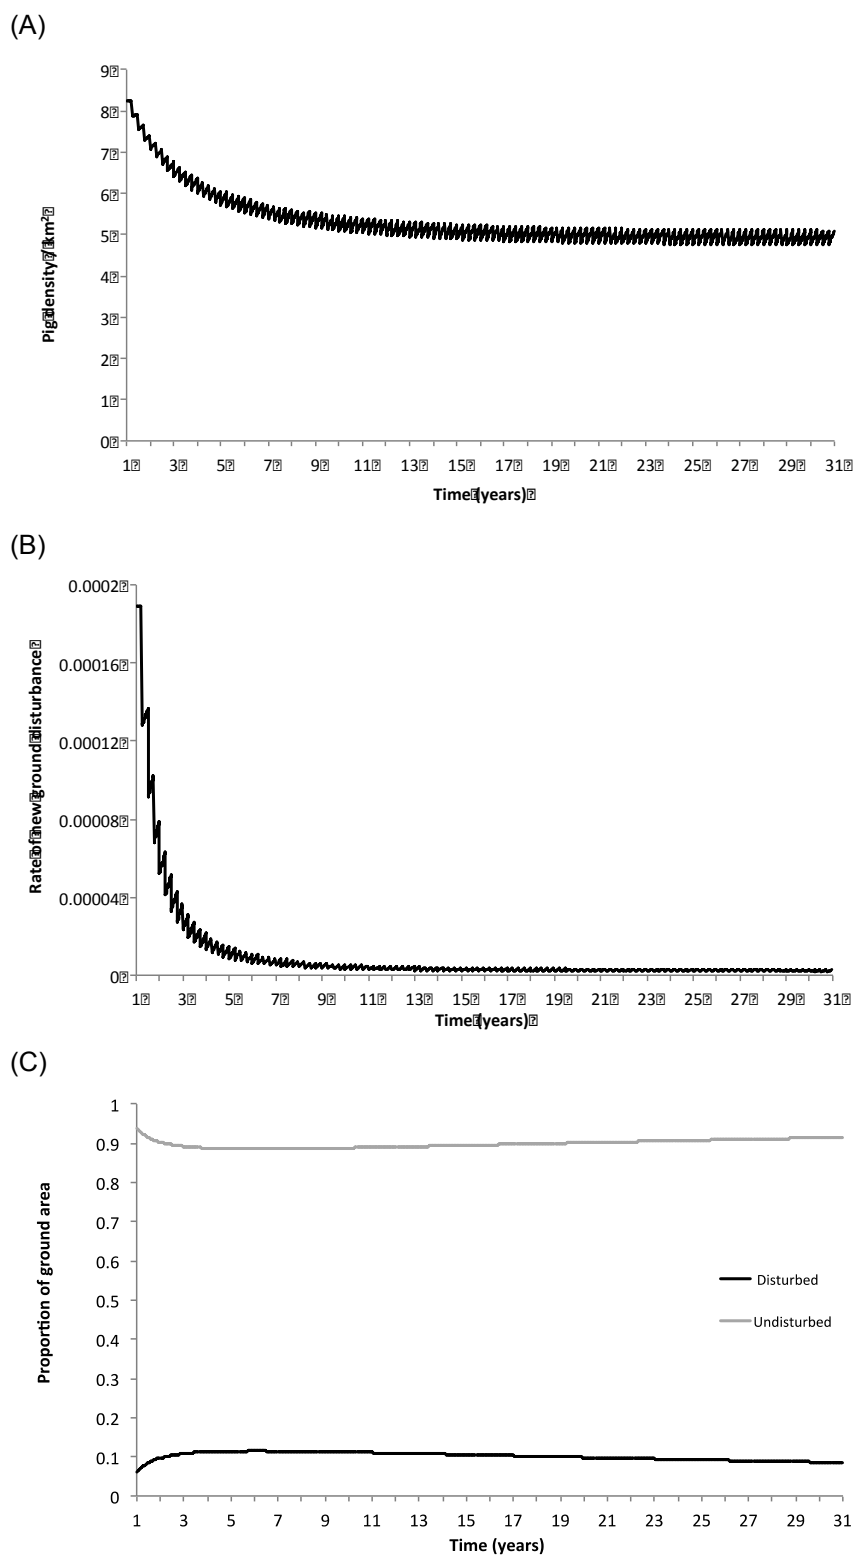 (A)
9
8
7
6
5
4
3
2
1
0
Pig density / km²
1 3 5 7 9 11 13 15 17 19 21 23 25 27 29 31
Time (years)
(B)
0.0002
0.00016
0.00012
0.00008
0.00004
0
Rate of new ground disturbance
1 3 5 7 9 11 13 15 17 19 21 23 25 27 29 31
Time (years)
(C)
1
0.9
0.8
0.7
0.6
0.5
0.4
0.3
0.2
0.1
0
Proportion of ground area
Disturbed
Undisturbed
1 3 5 7 9 11 13 15 17 19 21 23 25 27 29 31
Time (years)